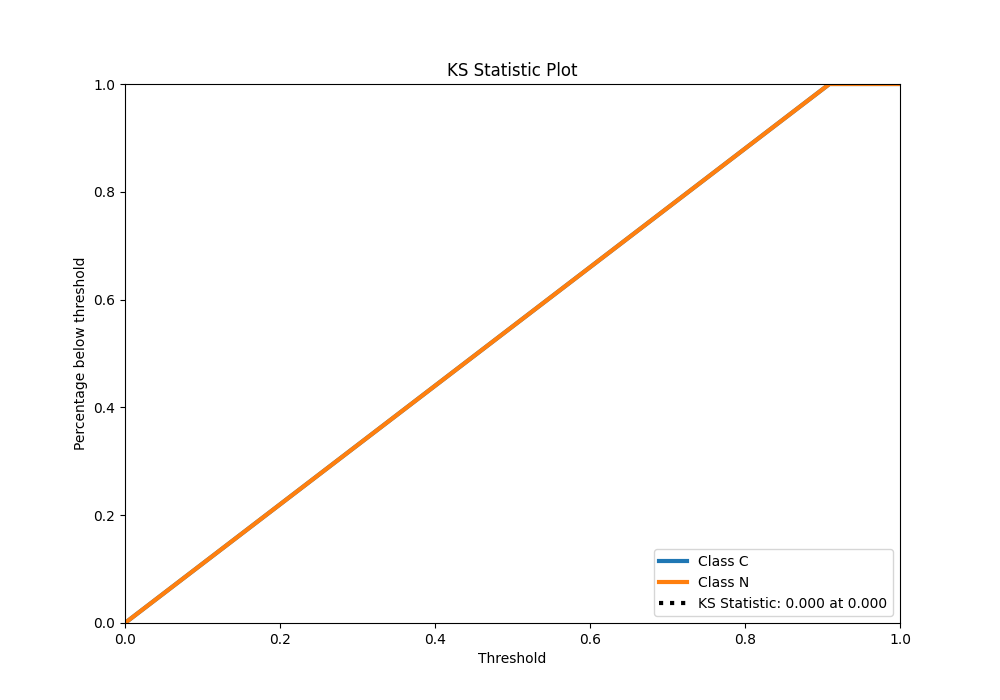 KS Statistic Plot
Percentage below threshold
1.0
0.8
0.6
0.4
0.2
0.0
0.0 0.2 0.4 0.6 0.8 1.0
Threshold
Class C
Class N
KS Statistic: 0.000 at 0.000